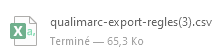 qualimarc-export-regles(3).csv
Terminé — 65,3 Ko